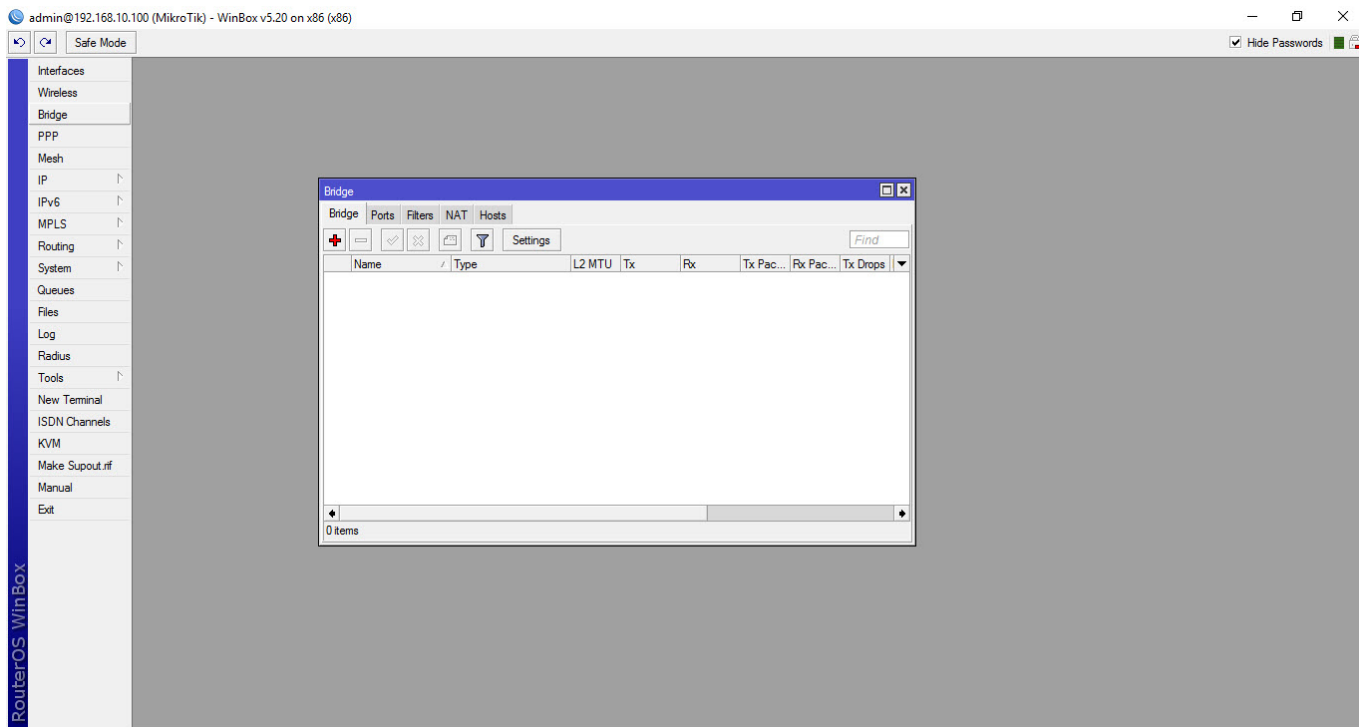 admin@192.168.10.100 (MikroTik) - WinBox v5.20 on x86 (x86)
Safe Mode
Hide Passwords
Interfaces
Wireless
Bridge
PPP
Mesh
IP
IPv6
MPLS
Routing
System
Queues
Files
Log
Radius
Tools
New Terminal
ISDN Channels
KVM
Make Supout.rif
Manual
Exit
RouterOS WinBox
Bridge
Bridge Ports Filters NAT Hosts
Settings Find
Name Type L2 MTU Tx Rx Tx Pac... Rx Pac... Tx Drops
0 items